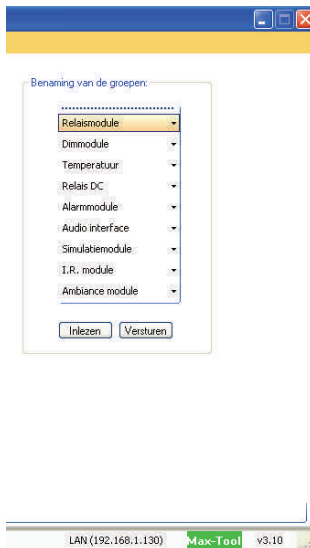 Benaming van de groepen:
Relaismodule
Dimmodule
Temperatuur
Relais DC
Alarmmodule
Audio interface
Simulatiemodule
I.R. module
Ambiance module
Inlezen Versturen
LAN (192.168.1.130) Max-Tool v3.10